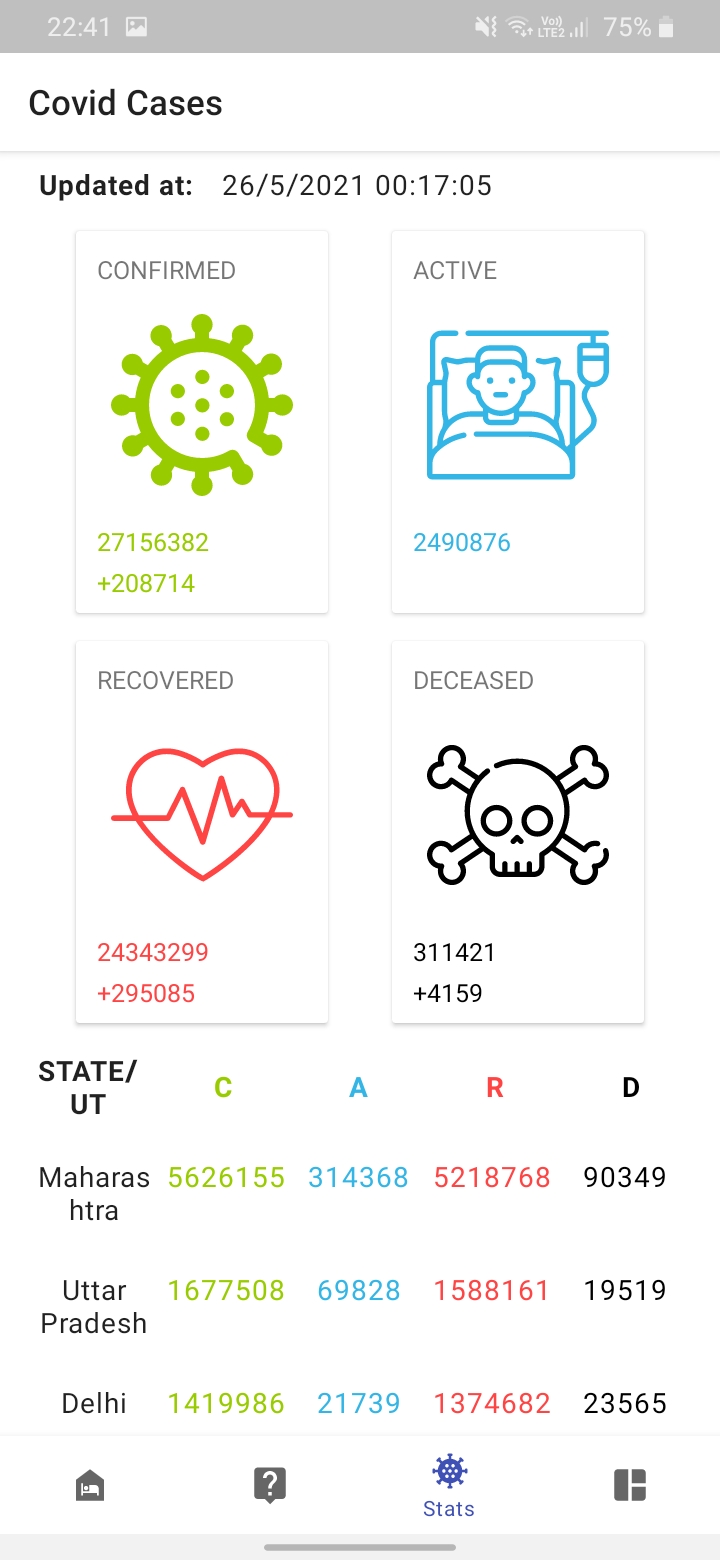 22:41 Vo)) LTE2 75%
Covid Cases
Updated at: 26/5/2021 00:17:05
CONFIRMED
27156382
+208714
ACTIVE
2490876
RECOVERED
24343299
+295085
DECEASED
311421
+4159
STATE/
UT C A R D
Maharas
htra 5626155 314368 5218768 90349
Uttar
Pradesh 1677508 69828 1588161 19519
Delhi 1419986 21739 1374682 23565
?
Stats